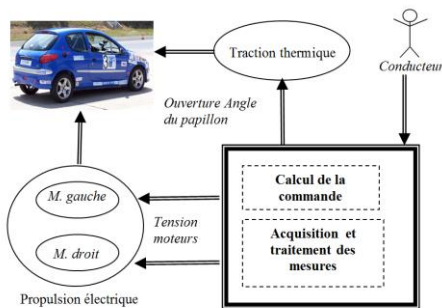 Traction thermique
Conducteur
Ouverture Angle
du papillon
Calcul de la
commande
M. gauche
Tension
moteurs
Acquisition et
traitement des
mesures
M. droit
Propulsion électrique